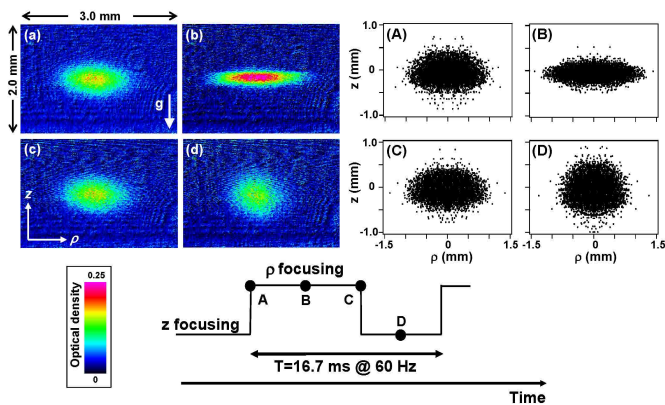 3.0 mm
2.0 mm
(a)
(b)
g
(c)
(d)
z
ρ
(A)
(B)
z (mm)
1.0
0
-1.0
(C)
(D)
z (mm)
1.0
0
-1.0
-1.5
0
1.5
-1.5
0
1.5
ρ (mm)
ρ (mm)
Optical density
0.25
0
ρ focusing
A
B
C
z focusing
D
T=16.7 ms @ 60 Hz
Time